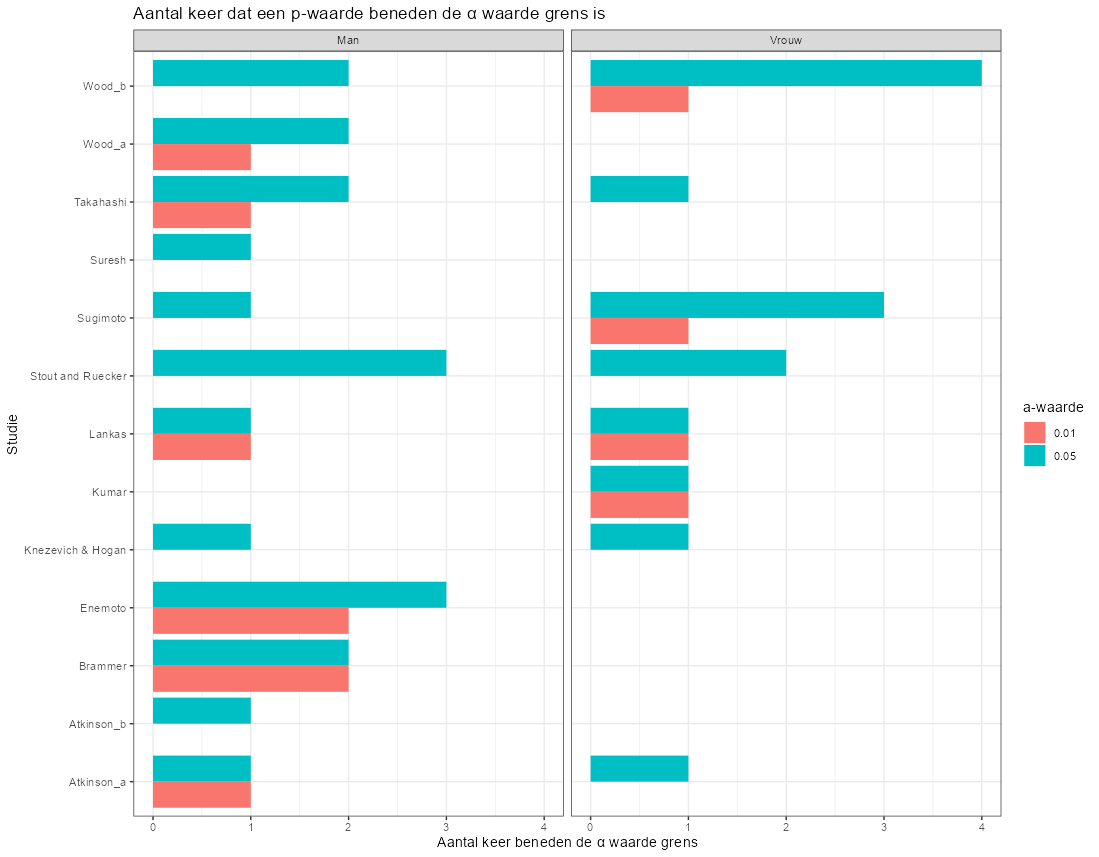 Aantal keer dat een p-waarde beneden de α waarde grens is
Man
Vrouw
Studie
Wood_b
Wood_a
Takahashi
Suresh
Sugimoto
Stout and Ruecker
Lankas
Kumar
Knezevich & Hogan
Enemoto
Brammer
Atkinson_b
Atkinson_a
0 1 2 3 4
0 1 2 3 4
Aantal keer beneden de α waarde grens
a-waarde
0.01
0.05